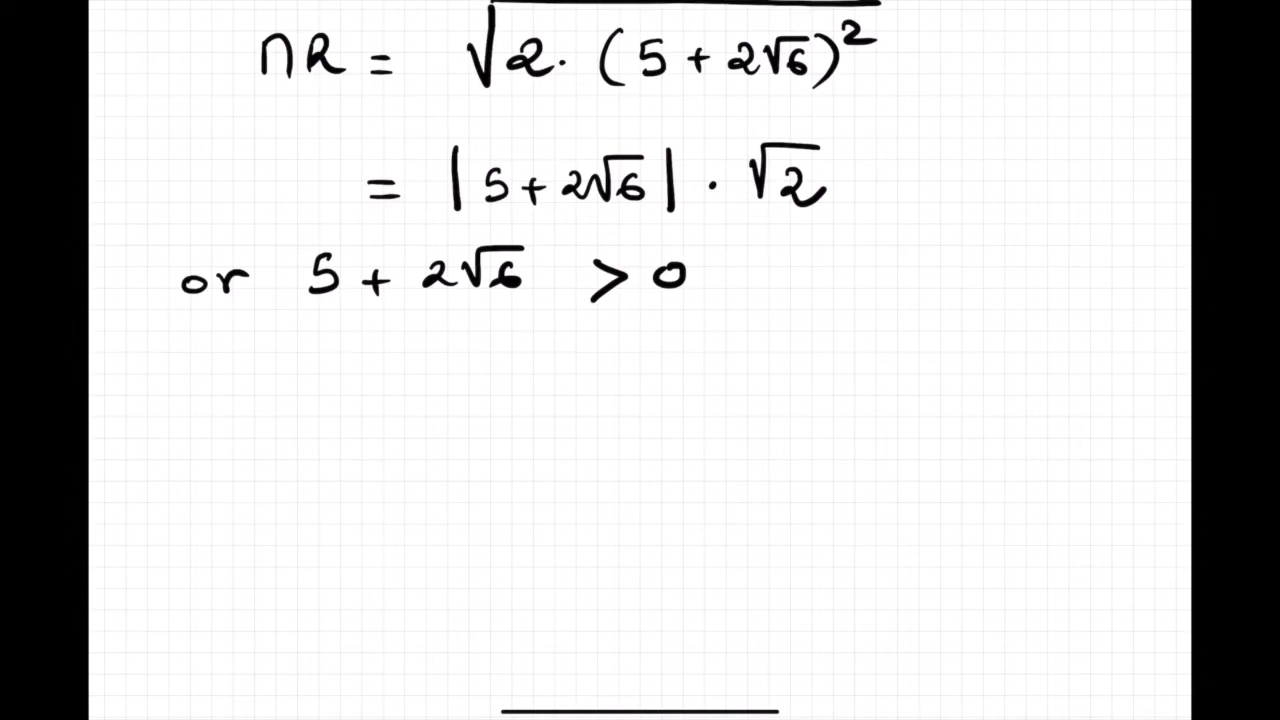 NR = √2 · (5 + 2√6)²
= |5 + 2√6| · √2
or 5 + 2√6 > 0